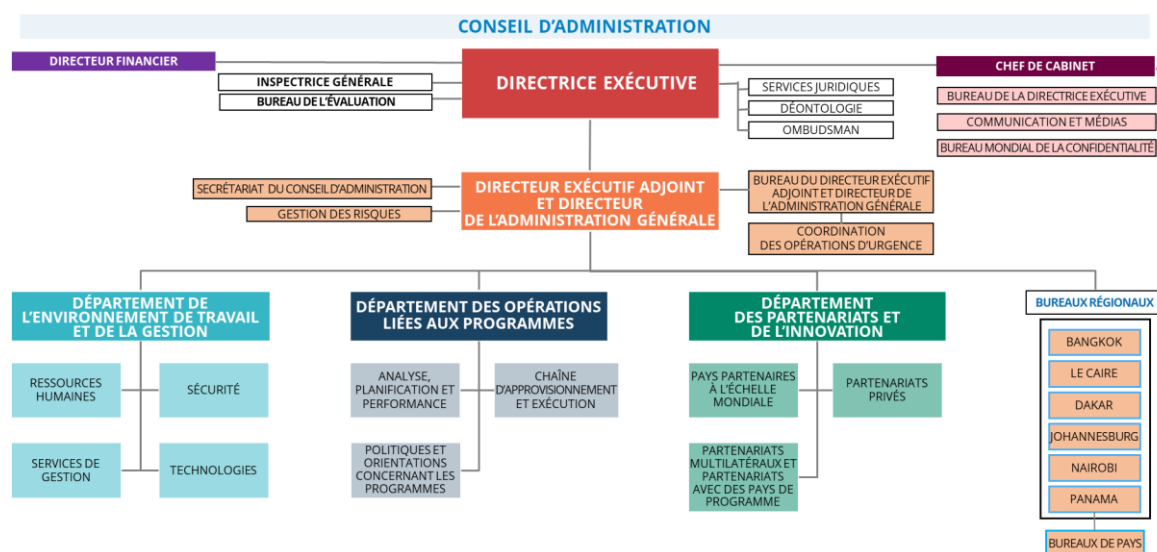 CONSEIL D'ADMINISTRATION
DIRECTEUR FINANCIER
INSPECTRICE GÉNÉRALE
BUREAU DE L'ÉVALUATION
DIRECTRICE EXÉCUTIVE
SERVICES JURIDIQUES
DÉONTOLOGIE
OMBUDSMAN
CHEF DE CABINET
BUREAU DE LA DIRECTRICE EXÉCUTIVE
COMMUNICATION ET MÉDIAS
BUREAU MONDIAL DE LA CONFIDENTIALITÉ
SECRÉTARIAT DU CONSEIL D'ADMINISTRATION
GESTION DES RISQUES
DIRECTEUR EXÉCUTIF ADJOINT
ET DIRECTEUR
DE L'ADMINISTRATION GÉNÉRALE
BUREAU DU DIRECTEUR EXÉCUTIF
ADJOINT ET DIRECTEUR DE
L'ADMINISTRATION GÉNÉRALE
COORDINATION
DES OPÉRATIONS D'URGENCE
DÉPARTEMENT DE
L'ENVIRONNEMENT DE TRAVAIL
ET DE LA GESTION
RESSOURCES
HUMAINES
SÉCURITÉ
SERVICES DE
GESTION
TECHNOLOGIES
DÉPARTEMENT DES OPÉRATIONS
LIÉES AUX PROGRAMMES
ANALYSE,
PLANIFICATION ET
PERFORMANCE
CHAÎNE
D'APPROVISIONNEMENT
ET EXÉCUTION
POLITIQUES ET
ORIENTATIONS
CONCERNANT LES
PROGRAMMES
DÉPARTEMENT
DES PARTENARIATS ET
DE L'INNOVATION
PAYS PARTENAIRES
À L'ÉCHELLE
MONDIALE
PARTENARIATS
PRIVÉS
PARTENARIATS
MULTILATÉRAUX ET
PARTENARIATS
AVEC DES PAYS DE
PROGRAMME
BUREAUX RÉGIONAUX
BANGKOK
LE CAIRE
DAKAR
JOHANNESBURG
NAIROBI
PANAMA
BUREAUX DE PAYS